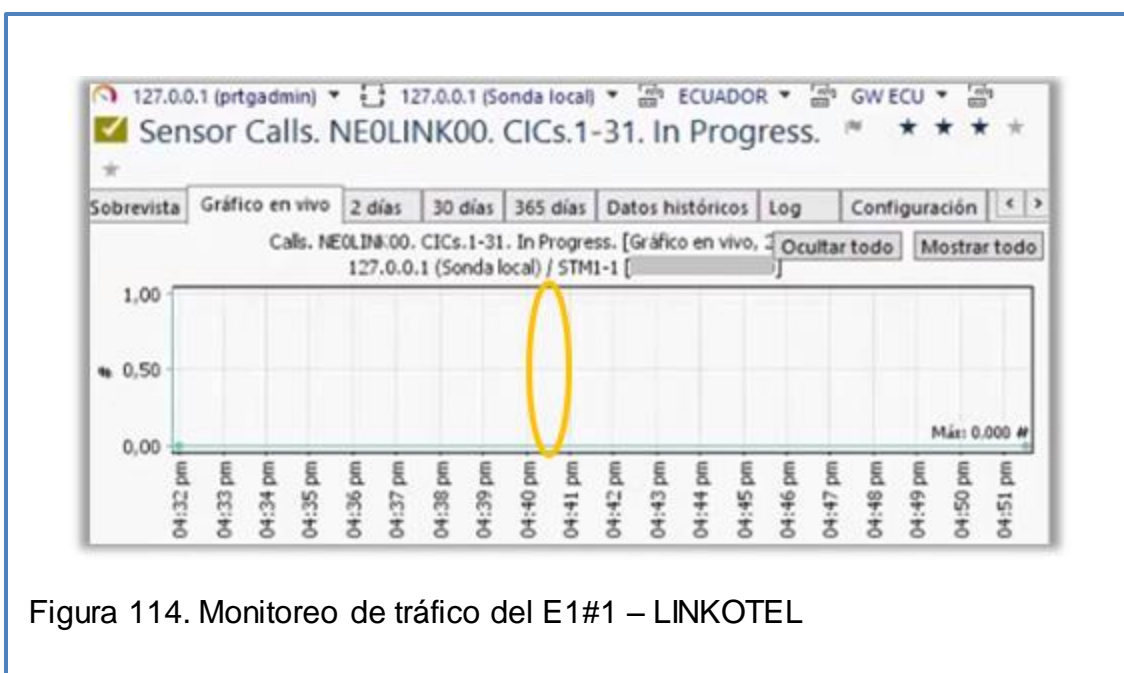 127.0.0.1 (prtgadmin) 127.0.0.1 (Sonda local) ECUADOR GW ECU
Sensor Calls. NE0LINK00. CICs.1-31. In Progress.
Sobrevista Gráfico en vivo 2 días 30 días 365 días Datos históricos Log Configuración < >
Calls. NE0LINK00. CICs.1-31. In Progress. [Gráfico en vivo, Ocultar todo Mostrar todo
127.0.0.1 (Sonda local) / STM1-1 [ ]
1,00
# 0,50
0,00
Máx: 0,000 #
04:32 pm 04:33 pm 04:34 pm 04:35 pm 04:36 pm 04:37 pm 04:38 pm 04:39 pm 04:40 pm 04:41 pm 04:42 pm 04:43 pm 04:44 pm 04:45 pm 04:46 pm 04:47 pm 04:48 pm 04:49 pm 04:50 pm 04:51 pm
Figura 114. Monitoreo de tráfico del E1#1 – LINKOTEL